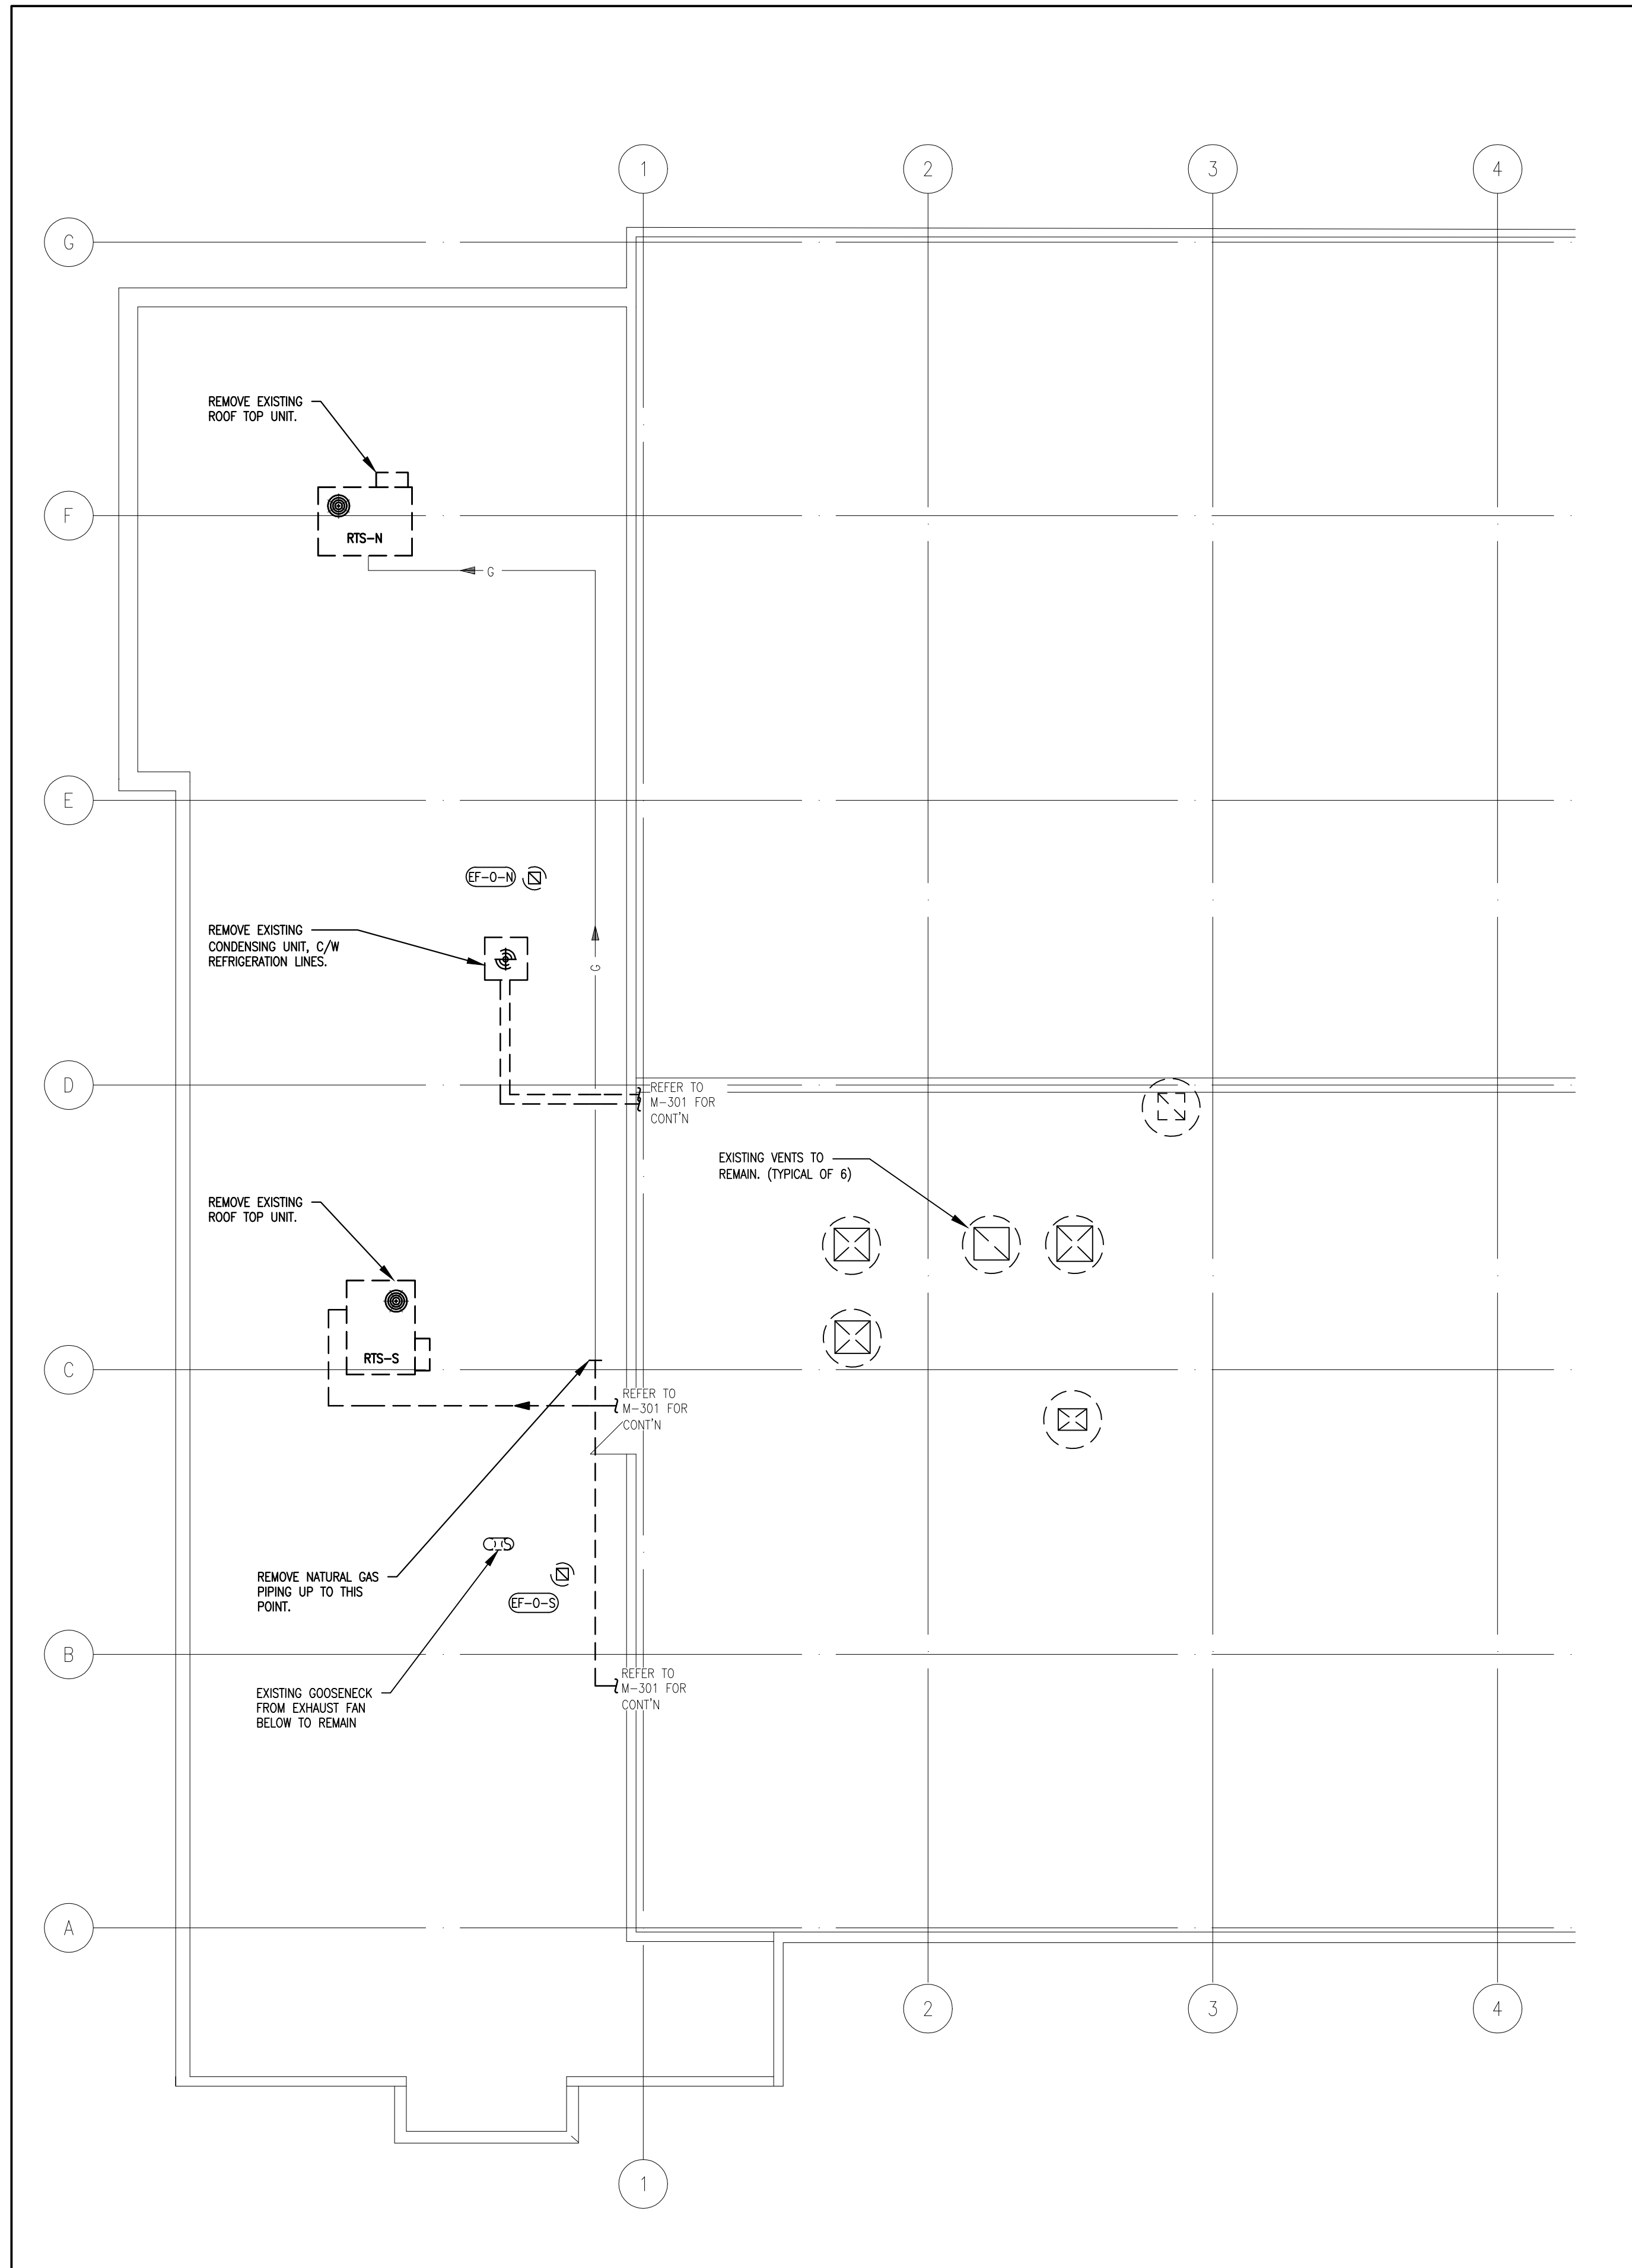 1
2
3
4
G
REMOVE EXISTING
ROOF TOP UNIT.
F
RTS-N
G
E
EF-O-N
REMOVE EXISTING
CONDENSING UNIT, C/W
REFRIGERATION LINES.
G
D
REFER TO
M-301 FOR
CONT'N
EXISTING VENTS TO
REMAIN. (TYPICAL OF 6)
REMOVE EXISTING
ROOF TOP UNIT.
RTS-S
C
REFER TO
M-301 FOR
CONT'N
REMOVE NATURAL GAS
PIPING UP TO THIS
POINT.
EF-O-S
B
REFER TO
M-301 FOR
CONT'N
EXISTING GOOSENECK
FROM EXHAUST FAN
BELOW TO REMAIN
A
2
3
4
1